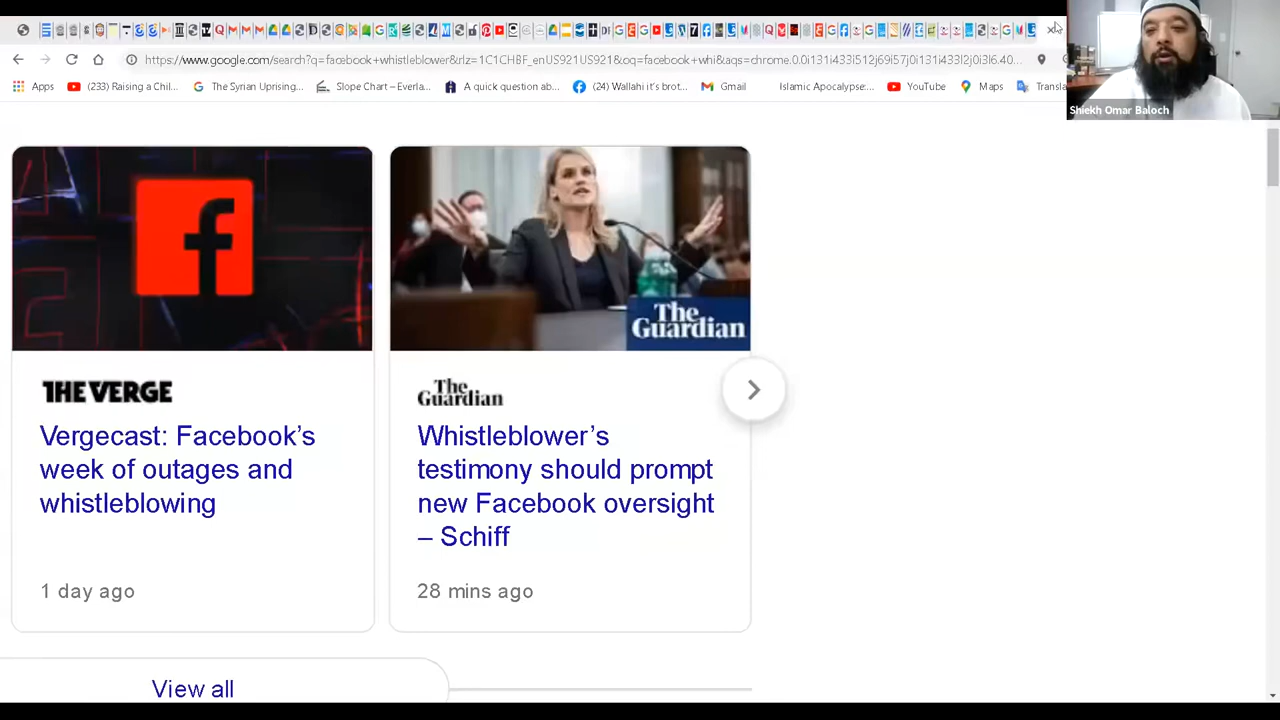 https://www.google.com/search?q=facebook+whistleblower&rlz=1C1CHBF_enUS921US921&oq=facebook+whi&aqs=chrome.0.0i131i433l512j69i57j0i131i433l2j0i3l6.40...
Apps
(233) Raising a Chil...
The Syrian Uprising...
Slope Chart – Everla...
A quick question ab...
(24) Wallahi it's brot...
Gmail
Islamic Apocalypse:...
YouTube
Maps
Transla
Shiekh Omar Baloch
The
Guardian
THE VERGE
Vergecast: Facebook's
week of outages and
whistleblowing
1 day ago
The
Guardian
Whistleblower's
testimony should prompt
new Facebook oversight
– Schiff
28 mins ago
View all